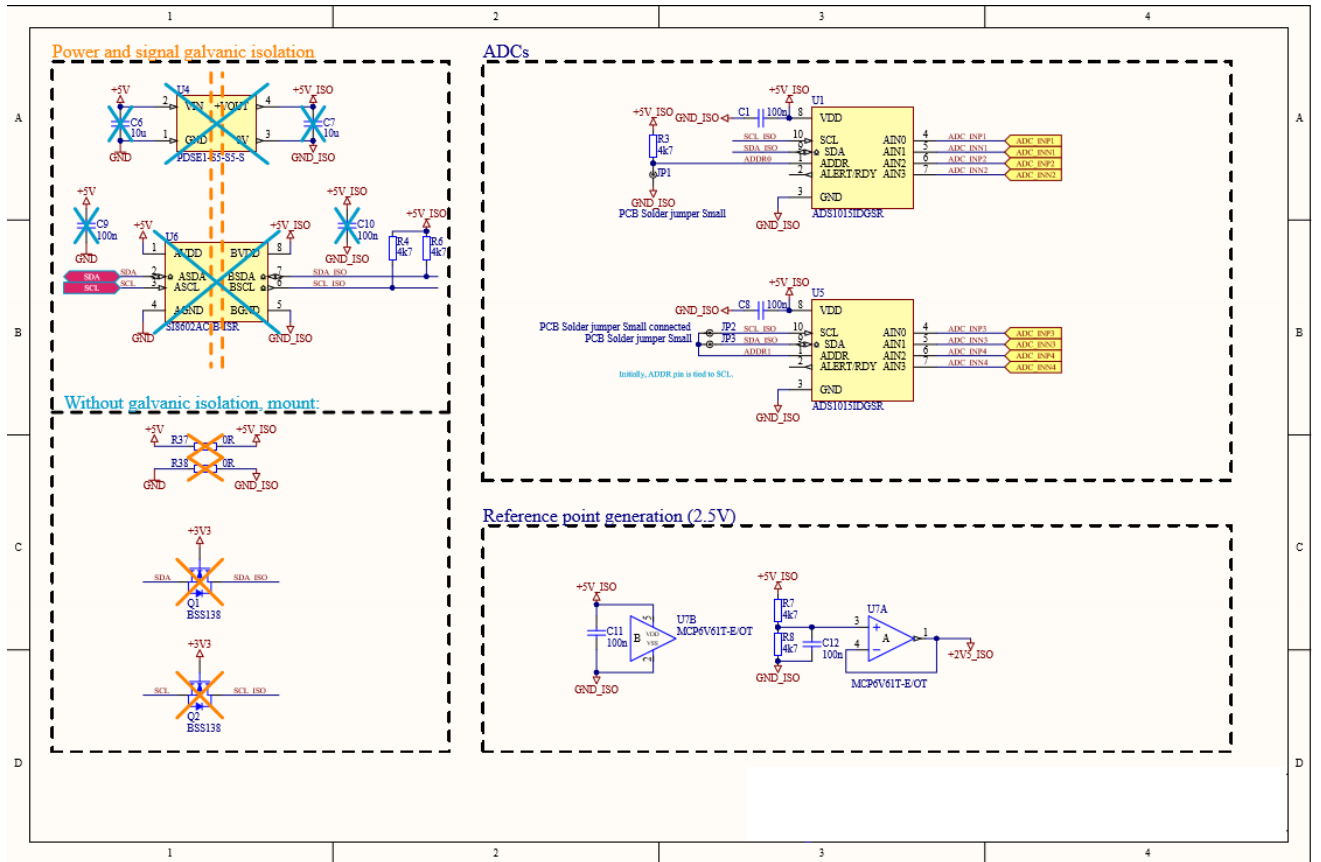 1 2 3 4
Power and signal galvanic isolation
+5V U4 +5V_ISO
2 VIN +VOUT 4
C6 10u
C7 10u
1 GND 0V 3
GND PDSE1-S5-S5-S GND_ISO
+5V +5V_ISO
C9 100n
GND
+5V U6 +5V_ISO
C10 100n
GND_ISO
+5V_ISO
R4 4k7
R6 4k7
1 AVDD BVDD 8
SDA SDA 2 ASDA BSDA 7 SDA_ISO
SCL SCL 3 ASCL BSCL 6 SCL_ISO
4 AGND BGND 5
GND SI8602AC-B-ISR GND_ISO
Without galvanic isolation, mount:
+5V R37 0R +5V_ISO
R38 0R
GND GND_ISO
+3V3
SDA SDA_ISO
Q1
BSS138
+3V3
SCL SCL_ISO
Q2
BSS138
ADCs
+5V_ISO
R3
4k7
JP1
GND_ISO
PCB Solder jumper Small
+5V_ISO
GND_ISO C1 100n
U1
8 VDD
SCL_ISO 10 SCL AIN0 4 ADC_INP1 ADC_INP1
SDA_ISO 9 SDA AIN1 5 ADC_INN1 ADC_INN1
ADDR0 1 ADDR AIN2 6 ADC_INP2 ADC_INP2
2 ALERT/RDY AIN3 7 ADC_INN2 ADC_INN2
3 GND
GND_ISO ADS1015IDGSR
+5V_ISO
GND_ISO C8 100n
U5
8 VDD
PCB Solder jumper Small connected JP2 SCL_ISO 10 SCL AIN0 4 ADC_INP3 ADC_INP3
PCB Solder jumper Small JP3 SDA_ISO 9 SDA AIN1 5 ADC_INN3 ADC_INN3
ADDR1 1 ADDR AIN2 6 ADC_INP4 ADC_INP4
2 ALERT/RDY AIN3 7 ADC_INN4 ADC_INN4
Initially, ADDR pin is tied to SCL.
3 GND
GND_ISO ADS1015IDGSR
Reference point generation (2.5V)
+5V_ISO
C11
100n
GND_ISO
5
B VDD VSS
2
U7B
MCP6V61T-E/OT
+5V_ISO
R7
4k7
R8
4k7
GND_ISO
C12
100n
U7A
3 + A 1
4 -
+2V5_ISO
MCP6V61T-E/OT
A A
B B
C C
D D
1 2 3 4